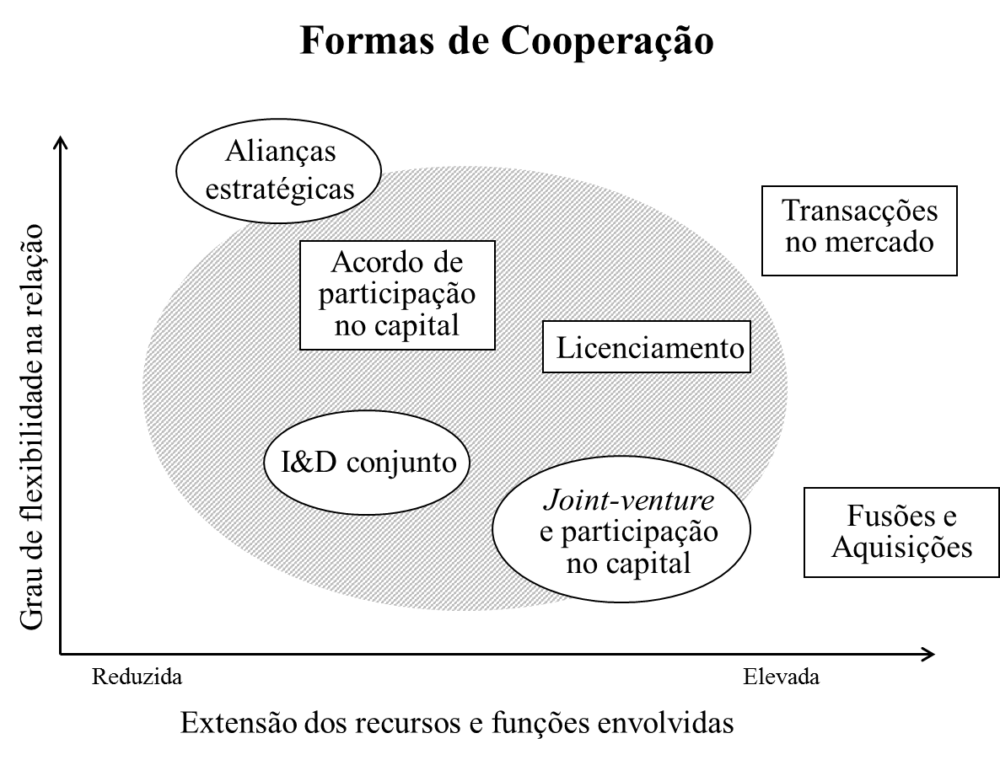 Formas de Cooperação
Alianças
estratégicas
Transacções
no mercado
Acordo de
participação
no capital
Licenciamento
I&D conjunto
Joint-venture
e participação
no capital
Fusões e
Aquisições
Grau de flexibilidade na relação
Reduzida
Elevada
Extensão dos recursos e funções envolvidas